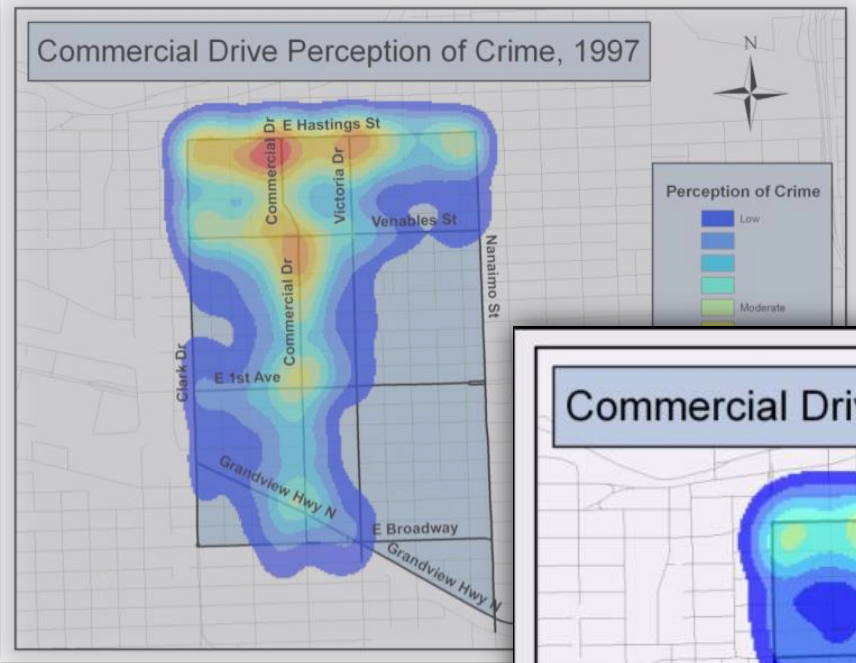 Commercial Drive Perception of Crime, 1997
N
E Hastings St
Commercial Dr
Victoria Dr
Venables St
Nanaimo St
Commercial Dr
Clark Dr
E 1st Ave
Grandview Hwy N
E Broadway
Grandview Hwy N
Perception of Crime
Low
Moderate
Commercial Dri